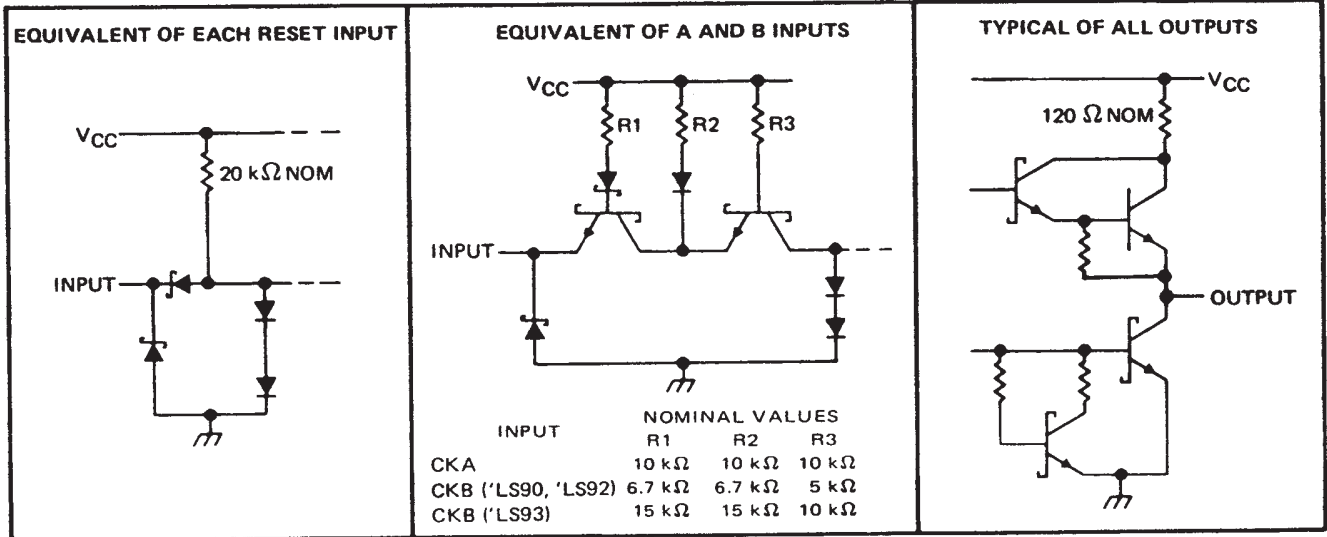 EQUIVALENT OF EACH RESET INPUT
VCC
20 kΩ NOM
INPUT
EQUIVALENT OF A AND B INPUTS
VCC
R1
R2
R3
INPUT
NOMINAL VALUES
INPUT R1 R2 R3
CKA 10 kΩ 10 kΩ 10 kΩ
CKB ('LS90, 'LS92) 6.7 kΩ 6.7 kΩ 5 kΩ
CKB ('LS93) 15 kΩ 15 kΩ 10 kΩ
TYPICAL OF ALL OUTPUTS
VCC
120 Ω NOM
OUTPUT